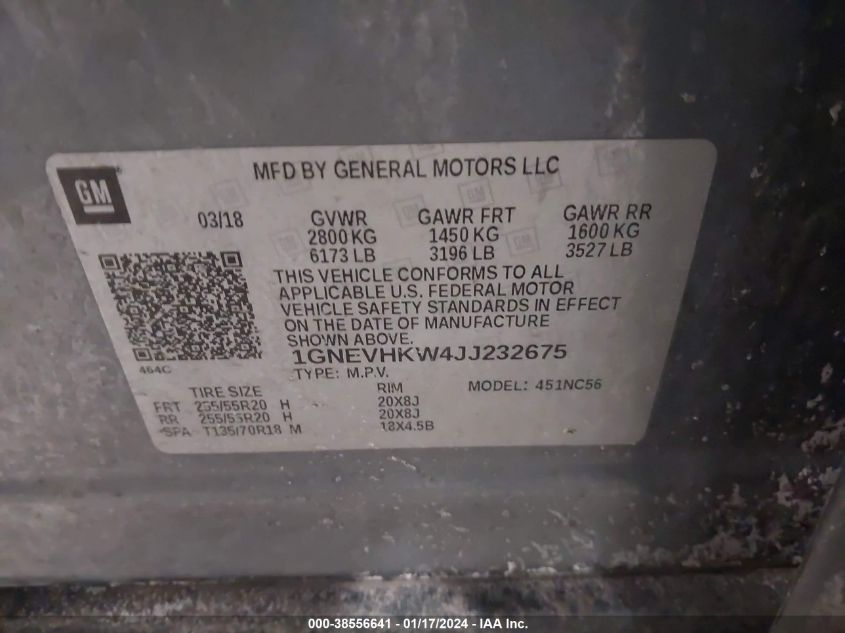 MFD BY GENERAL MOTORS LLC
GM
03/18 GVWR GAWR FRT GAWR RR
2800 KG 1450 KG 1600 KG
6173 LB 3196 LB 3527 LB
THIS VEHICLE CONFORMS TO ALL
APPLICABLE U.S. FEDERAL MOTOR
VEHICLE SAFETY STANDARDS IN EFFECT
ON THE DATE OF MANUFACTURE
SHOWN ABOVE.
1GNEVHKW4JJ232675
464C
TYPE: M.P.V. MODEL: 451NC56
TIRE SIZE RIM
FRT 255/55R20 H 20X8J
RR 255/55R20 H 20X8J
SPA T135/70R18 M 18X4.5B
000-38556641 - 01/17/2024 - IAA Inc.